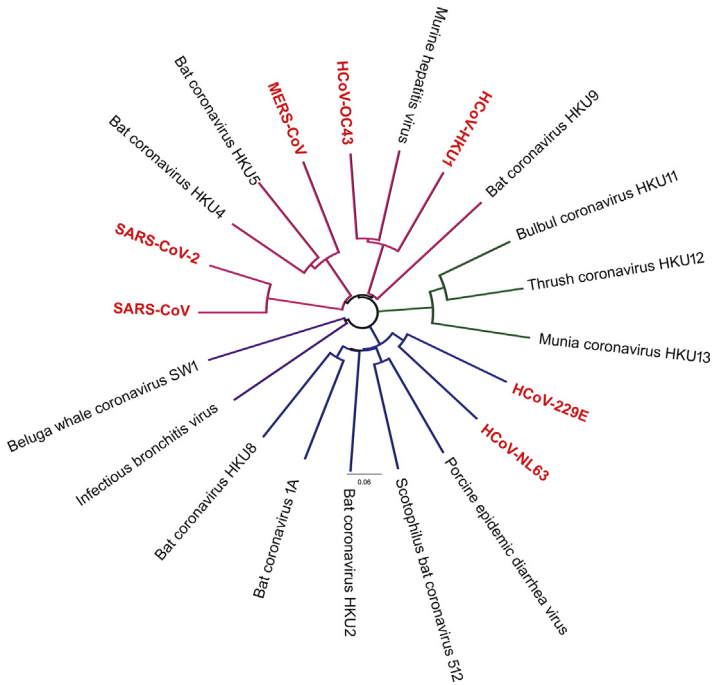 Murine hepatitis virus
HCoV-HKU1
Bat coronavirus HKU9
Bulbul coronavirus HKU11
Thrush coronavirus HKU12
Munia coronavirus HKU13
HCoV-229E
HCoV-NL63
Porcine epidemic diarrhea virus
Scotophilus bat coronavirus 512
Bat coronavirus HKU2
Bat coronavirus 1A
Bat coronavirus HKU8
Infectious bronchitis virus
Beluga whale coronavirus SW1
SARS-CoV
SARS-CoV-2
Bat coronavirus HKU4
Bat coronavirus HKU5
MERS-CoV
HCoV-OC43
0.06